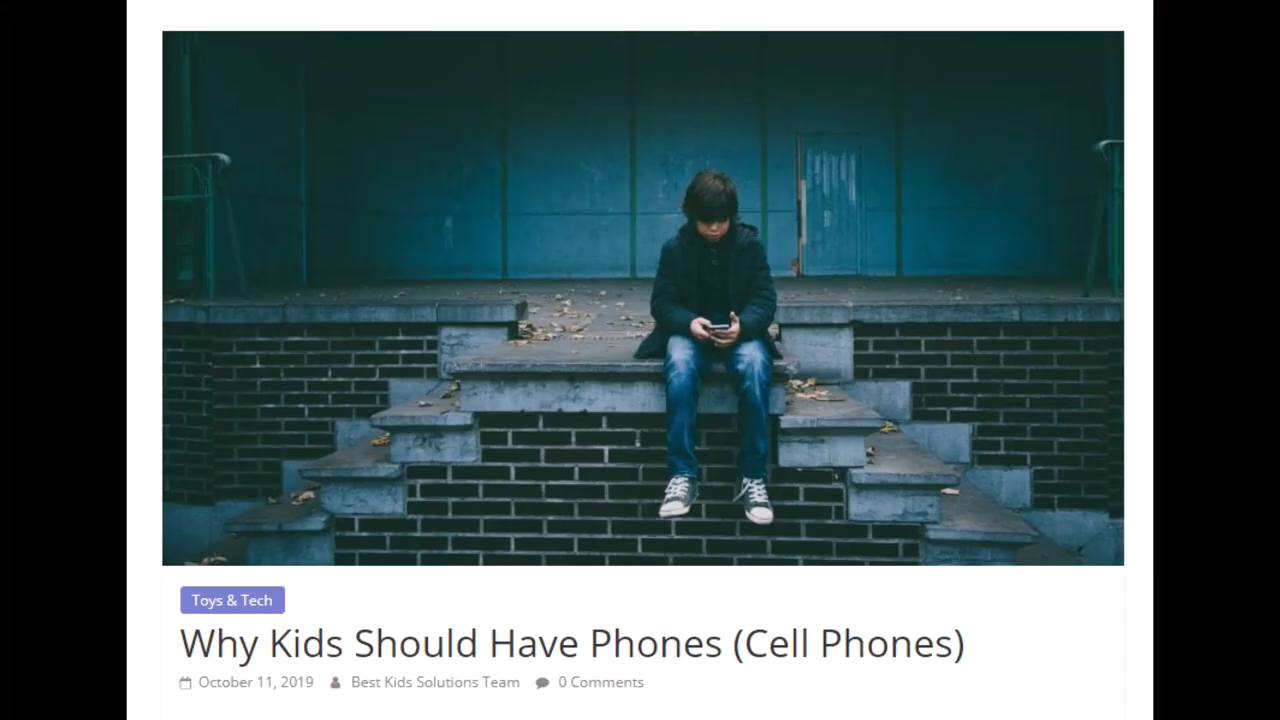 Toys & Tech
Why Kids Should Have Phones (Cell Phones)
October 11, 2019 Best Kids Solutions Team 0 Comments